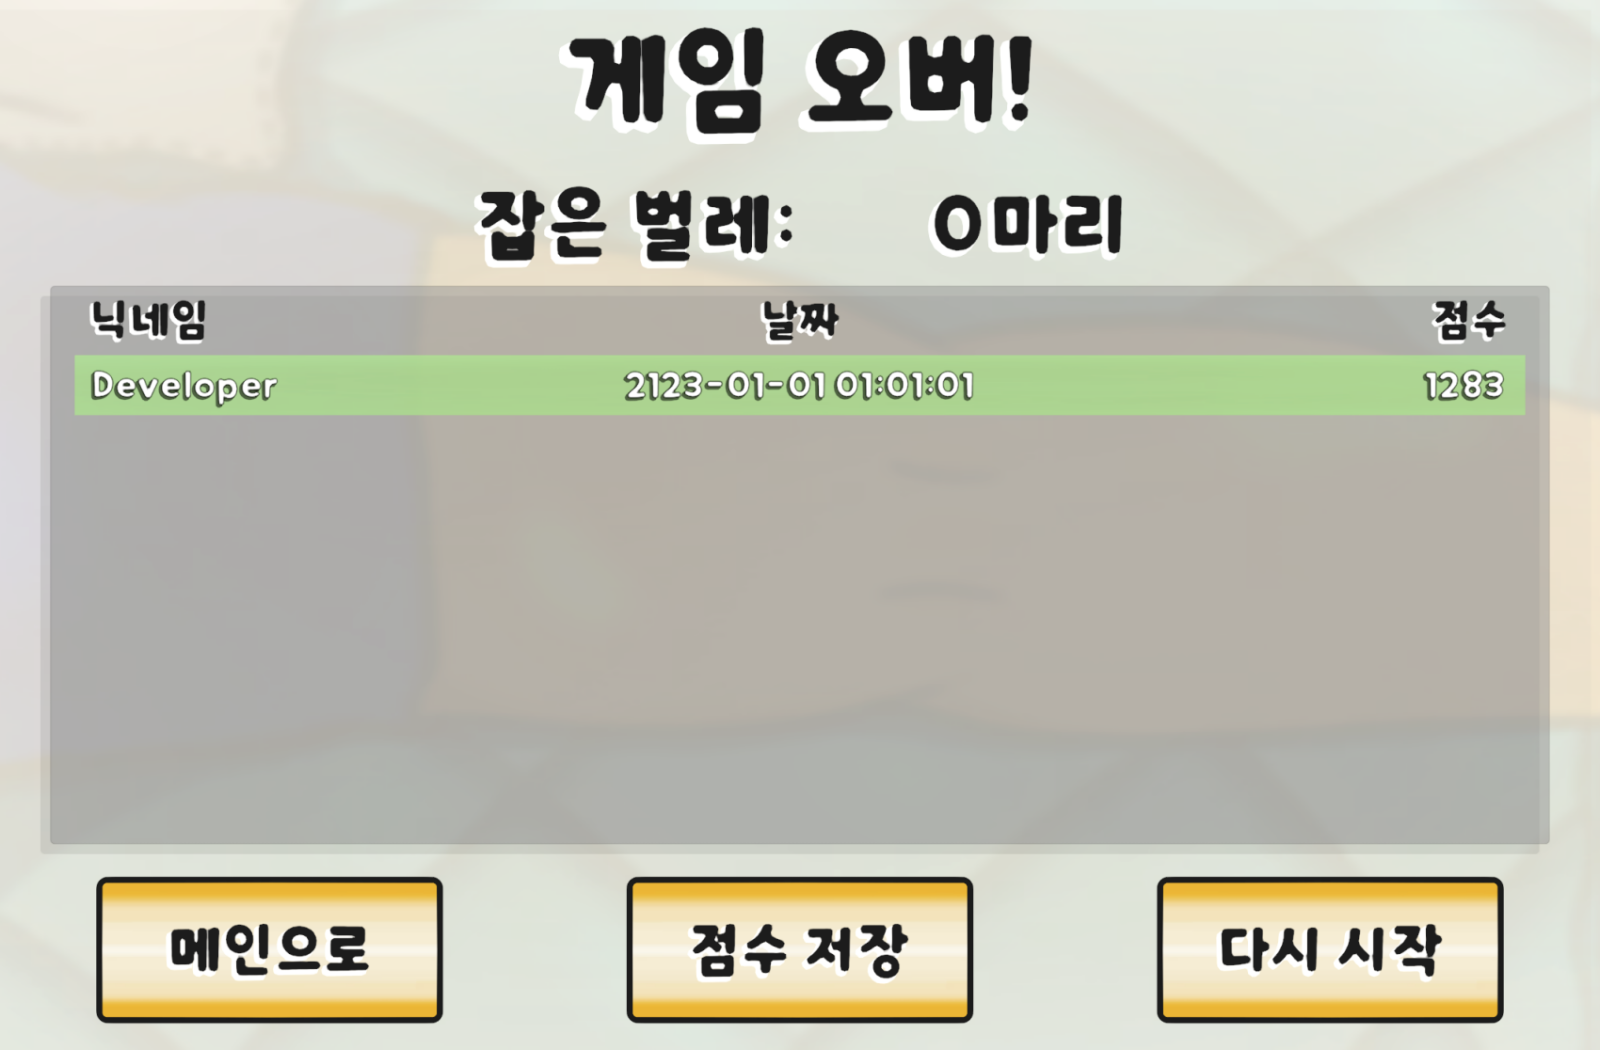 게임 오버!
잡은 벌레: 0마리
닉네임 날짜 점수
Developer 2123-01-01 01:01:01 1283
메인으로 점수 저장 다시 시작